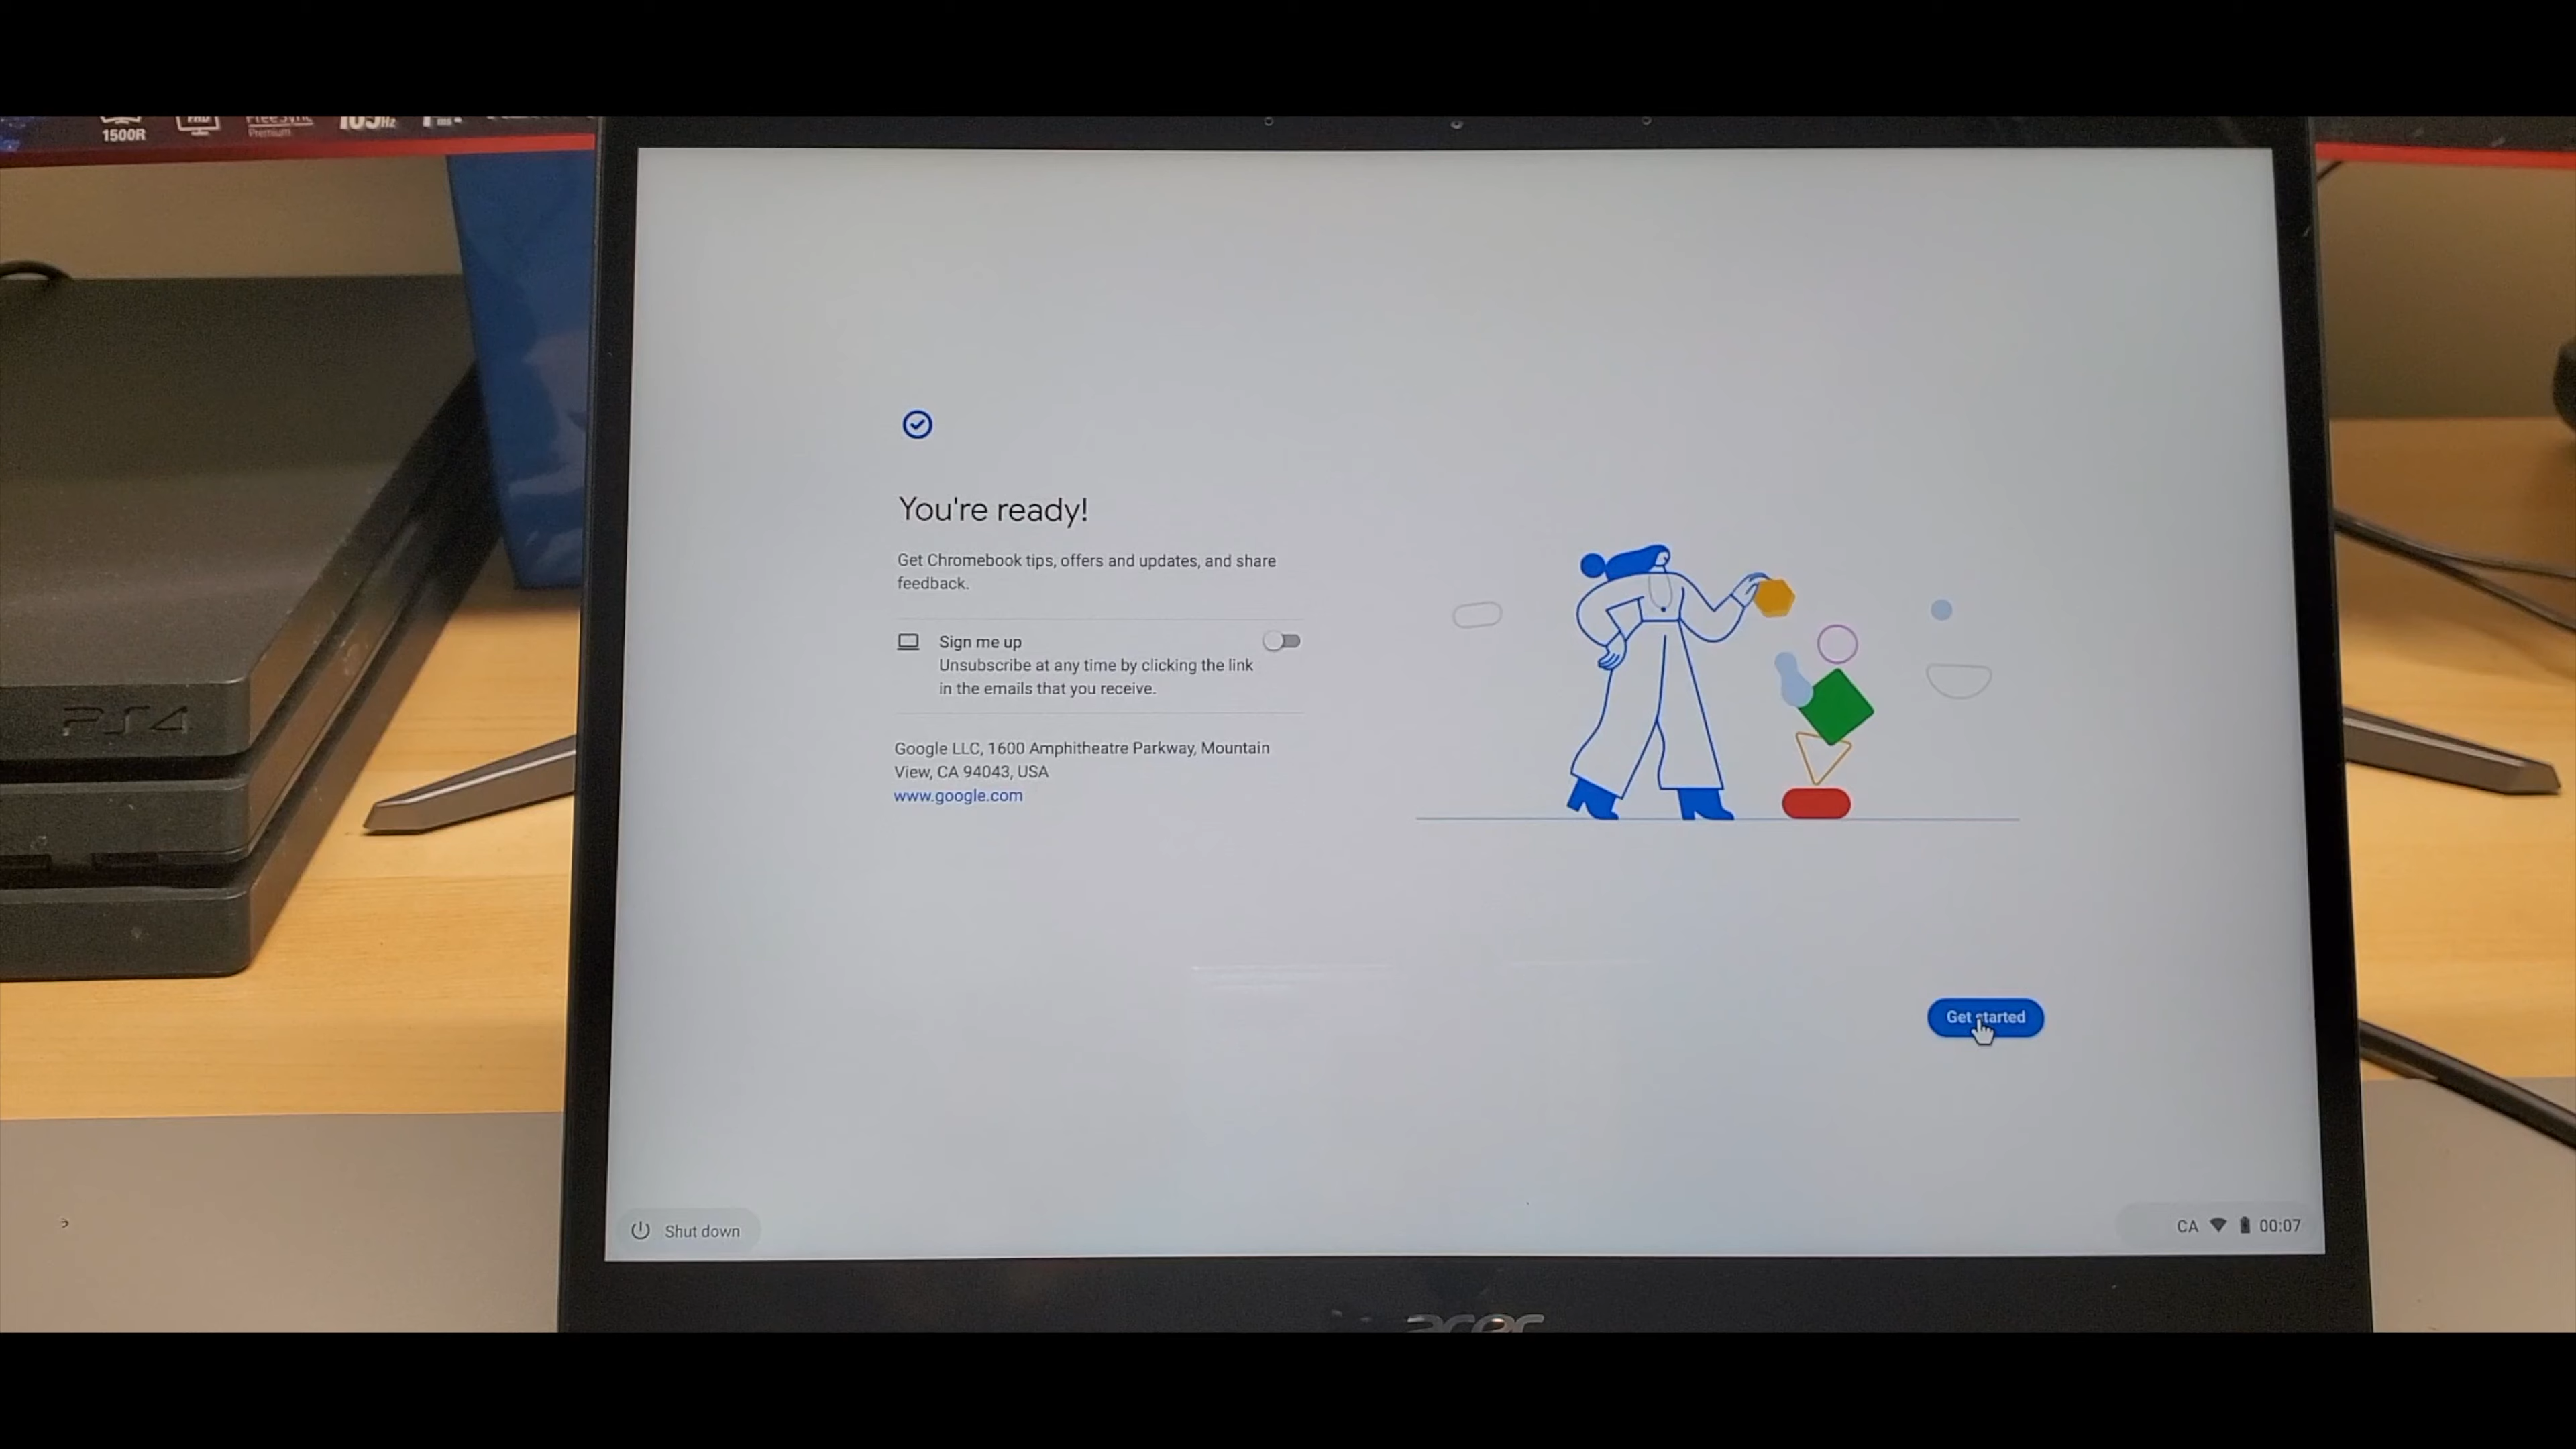 1500R
Premium
You're ready!
Get Chromebook tips, offers and updates, and share
feedback.
Sign me up
Unsubscribe at any time by clicking the link
in the emails that you receive.
Google LLC, 1600 Amphitheatre Parkway, Mountain
View, CA 94043, USA
www.google.com
Get started
Shut down
CA 00:07
PS4
acer